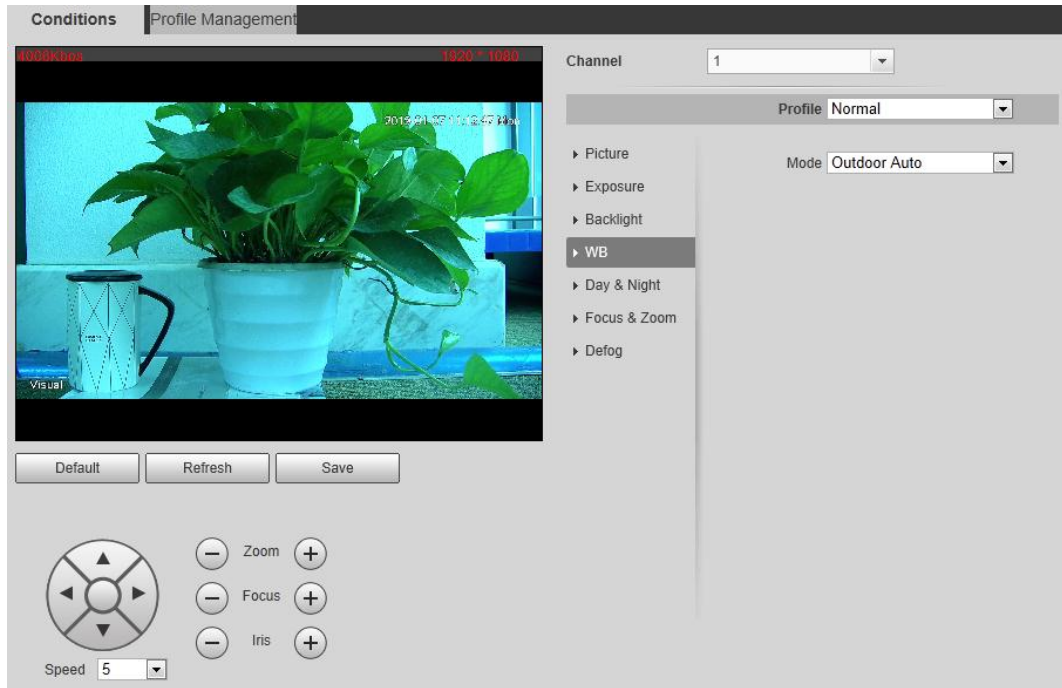 Conditions
Profile Management
1920 * 1080
Channel
1
Profile
Normal
Picture
Exposure
Backlight
WB
Day & Night
Focus & Zoom
Defog
Mode
Outdoor Auto
Visual
Default
Refresh
Save
Zoom
Focus
Iris
Speed
5